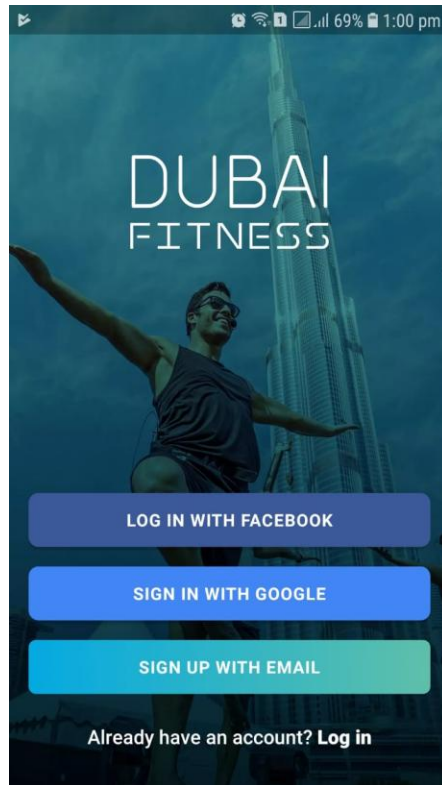 69% 1:00 pm
DUBAI
FITNESS
LOG IN WITH FACEBOOK
SIGN IN WITH GOOGLE
SIGN UP WITH EMAIL
Already have an account? Log in